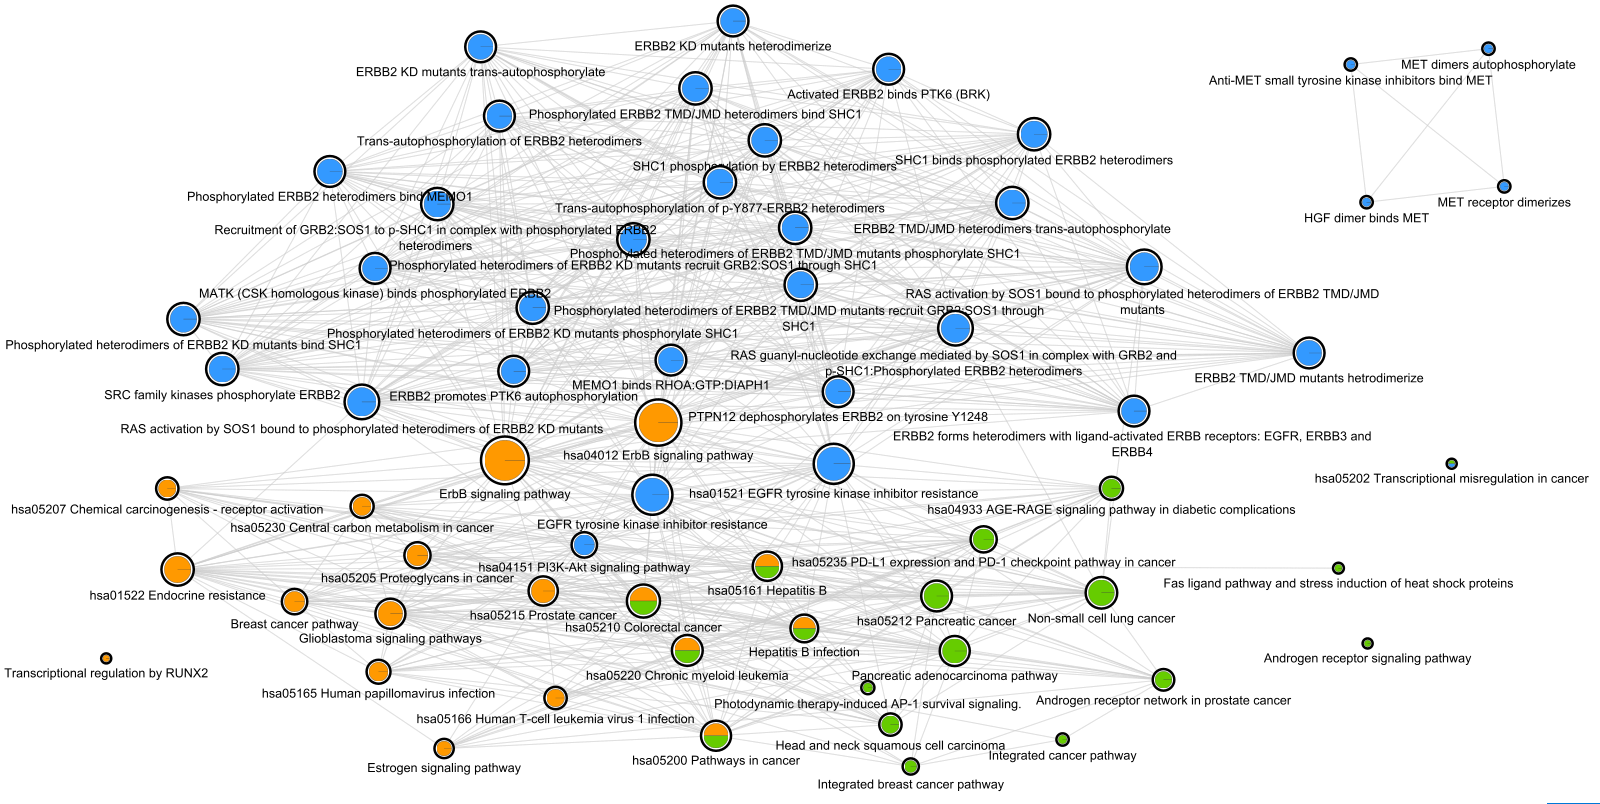 ERBB2 KD mutants heterodimerize
MET dimers autophosphorylate
ERBB2 KD mutants trans-autophosphorylate
Anti-MET small tyrosine kinase inhibitors bind MET
Activated ERBB2 binds PTK6 (BRK)
Phosphorylated ERBB2 TMD/JMD heterodimers bind SHC1
Trans-autophosphorylation of ERBB2 heterodimers
SHC1 phosphorylation by ERBB2 heterodimers
SHC1 binds phosphorylated ERBB2 heterodimers
Phosphorylated ERBB2 heterodimers bind MEMO1
Trans-autophosphorylation of p-Y877-ERBB2 heterodimers
MET receptor dimerizes
HGF dimer binds MET
Recruitment of GRB2:SOS1 to p-SHC1 in complex with phosphorylated ERBB2
heterodimers
ERBB2 TMD/JMD heterodimers trans-autophosphorylate
Phosphorylated heterodimers of ERBB2 TMD/JMD mutants phosphorylate SHC1
Phosphorylated heterodimers of ERBB2 KD mutants recruit GRB2:SOS1 through SHC1
MATK (CSK homologous kinase) binds phosphorylated ERBB2
RAS activation by SOS1 bound to phosphorylated heterodimers of ERBB2 TMD/JMD
mutants
Phosphorylated heterodimers of ERBB2 TMD/JMD mutants recruit GRB2:SOS1 through
SHC1
Phosphorylated heterodimers of ERBB2 KD mutants phosphorylate SHC1
Phosphorylated heterodimers of ERBB2 KD mutants bind SHC1
RAS guanyl-nucleotide exchange mediated by SOS1 in complex with GRB2 and
p-SHC1:Phosphorylated ERBB2 heterodimers
ERBB2 TMD/JMD mutants hetrodimerize
MEMO1 binds RHOA:GTP:DIAPH1
SRC family kinases phosphorylate ERBB2
ERBB2 promotes PTK6 autophosphorylation
PTPN12 dephosphorylates ERBB2 on tyrosine Y1248
RAS activation by SOS1 bound to phosphorylated heterodimers of ERBB2 KD mutants
ERBB2 forms heterodimers with ligand-activated ERBB receptors: EGFR, ERBB3 and
ERBB4
hsa04012 ErbB signaling pathway
hsa05202 Transcriptional misregulation in cancer
ErbB signaling pathway
hsa01521 EGFR tyrosine kinase inhibitor resistance
hsa05207 Chemical carcinogenesis - receptor activation
hsa04933 AGE-RAGE signaling pathway in diabetic complications
hsa05230 Central carbon metabolism in cancer
EGFR tyrosine kinase inhibitor resistance
hsa04151 PI3K-Akt signaling pathway
hsa05235 PD-L1 expression and PD-1 checkpoint pathway in cancer
hsa05205 Proteoglycans in cancer
Fas ligand pathway and stress induction of heat shock proteins
hsa05161 Hepatitis B
hsa01522 Endocrine resistance
hsa05215 Prostate cancer
hsa05212 Pancreatic cancer
Non-small cell lung cancer
Breast cancer pathway
hsa05210 Colorectal cancer
Glioblastoma signaling pathways
Hepatitis B infection
Androgen receptor signaling pathway
Transcriptional regulation by RUNX2
hsa05220 Chronic myeloid leukemia
Pancreatic adenocarcinoma pathway
hsa05165 Human papillomavirus infection
Androgen receptor network in prostate cancer
Photodynamic therapy-induced AP-1 survival signaling.
hsa05166 Human T-cell leukemia virus 1 infection
Head and neck squamous cell carcinoma
Integrated cancer pathway
hsa05200 Pathways in cancer
Estrogen signaling pathway
Integrated breast cancer pathway